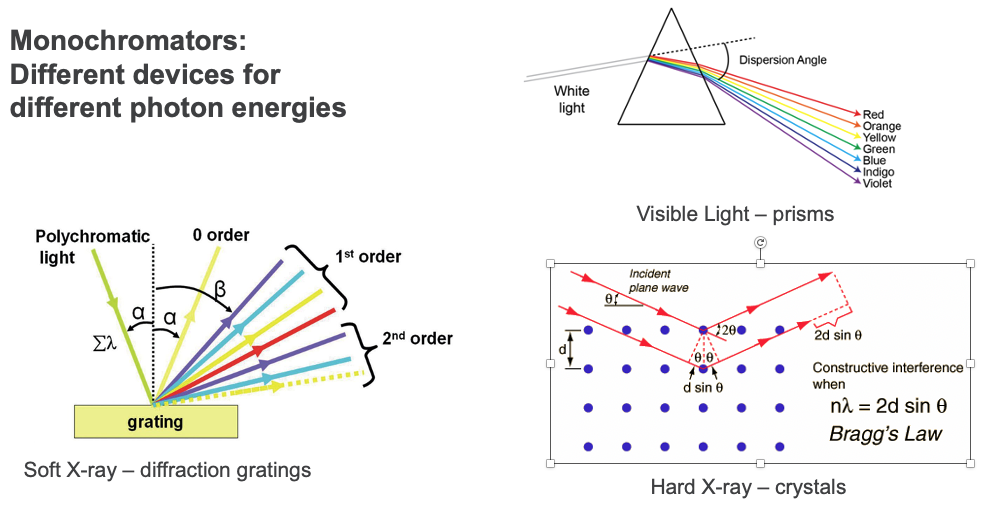 Monochromators:
Different devices for
different photon energies
Dispersion Angle
White
light
Red
Orange
Yellow
Green
Blue
Indigo
Violet
Visible Light – prisms
Polychromatic
light
0 order
1st order
β
α
α
Σλ
2nd order
grating
Soft X-ray – diffraction gratings
Incident
plane wave
θ
2θ
d
θ θ
d sin θ
2d sin θ
Constructive interference
when
nλ = 2d sin θ
Bragg's Law
Hard X-ray – crystals